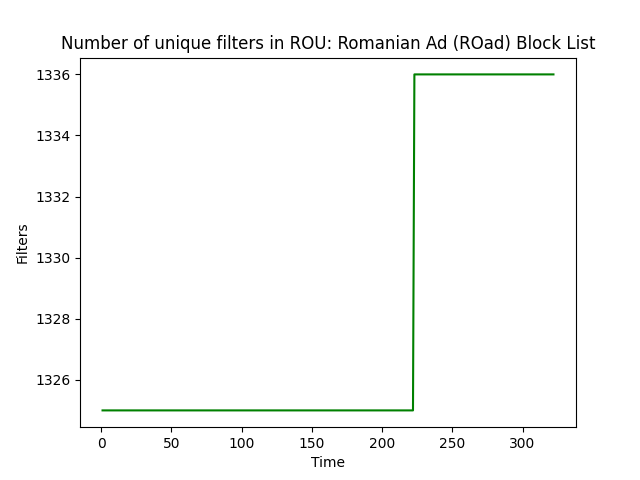 Number of unique filters in ROU: Romanian Ad (ROad) Block List
1336
1334
1332
1330
1328
1326
Filters
0 50 100 150 200 250 300
Time